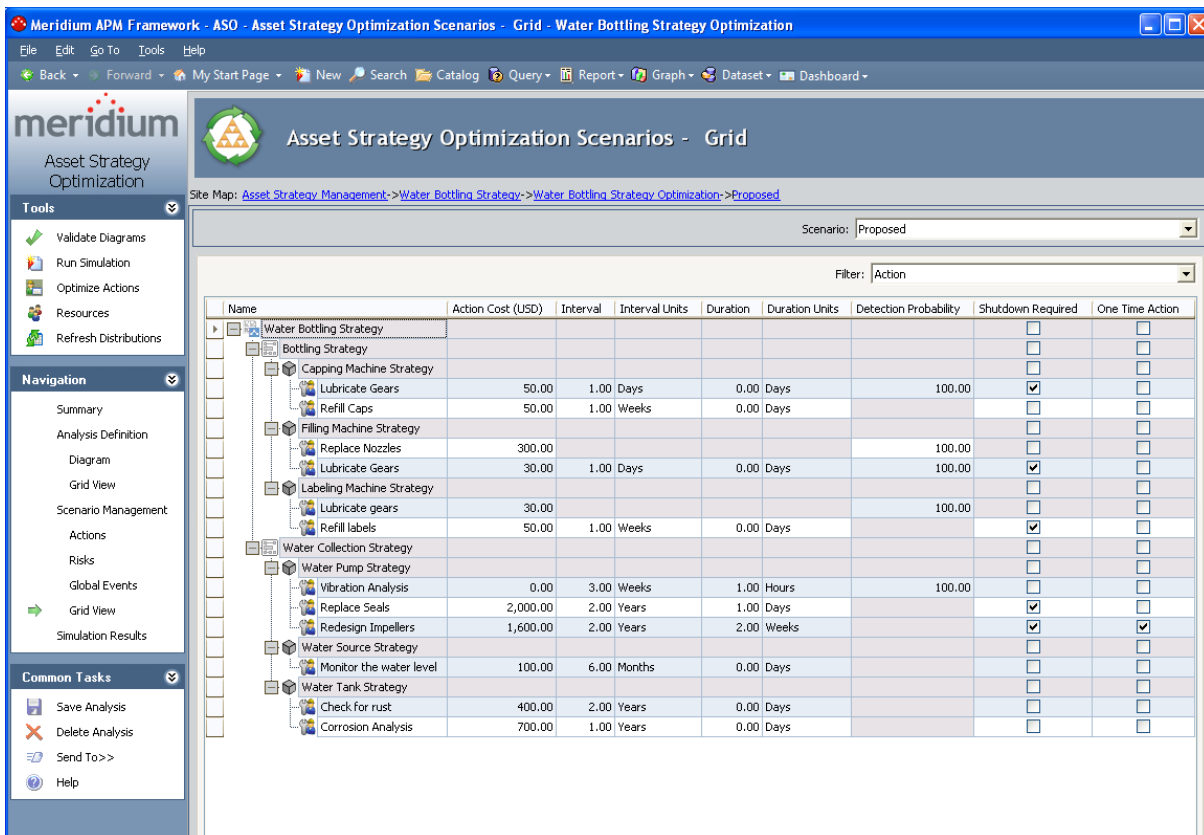 Meridium APM Framework - ASO - Asset Strategy Optimization Scenarios - Grid - Water Bottling Strategy Optimization
File Edit Go To Tools Help
Back Forward My Start Page New Search Catalog Query Report Graph Dataset Dashboard
meridium
Asset Strategy
Optimization
Asset Strategy Optimization Scenarios - Grid
Site Map: Asset Strategy Management->Water Bottling Strategy->Water Bottling Strategy Optimization->Proposed
Tools
Validate Diagrams
Run Simulation
Optimize Actions
Resources
Refresh Distributions
Navigation
Summary
Analysis Definition
Diagram
Grid View
Scenario Management
Actions
Risks
Global Events
Grid View
Simulation Results
Common Tasks
Save Analysis
Delete Analysis
Send To>>
Help
Scenario: Proposed
Filter: Action
Name Action Cost (USD) Interval Interval Units Duration Duration Units Detection Probability Shutdown Required One Time Action
Water Bottling Strategy
Bottling Strategy
Capping Machine Strategy
Lubricate Gears 50.00 1.00 Days 0.00 Days 100.00
Refill Caps 50.00 1.00 Weeks 0.00 Days
Filling Machine Strategy
Replace Nozzles 300.00 100.00
Lubricate Gears 30.00 1.00 Days 0.00 Days 100.00
Labeling Machine Strategy
Lubricate gears 30.00 100.00
Refill labels 50.00 1.00 Weeks 0.00 Days
Water Collection Strategy
Water Pump Strategy
Vibration Analysis 0.00 3.00 Weeks 1.00 Hours 100.00
Replace Seals 2,000.00 2.00 Years 1.00 Days
Redesign Impellers 1,600.00 2.00 Years 2.00 Weeks
Water Source Strategy
Monitor the water level 100.00 6.00 Months 0.00 Days
Water Tank Strategy
Check for rust 400.00 2.00 Years 0.00 Days
Corrosion Analysis 700.00 1.00 Years 0.00 Days